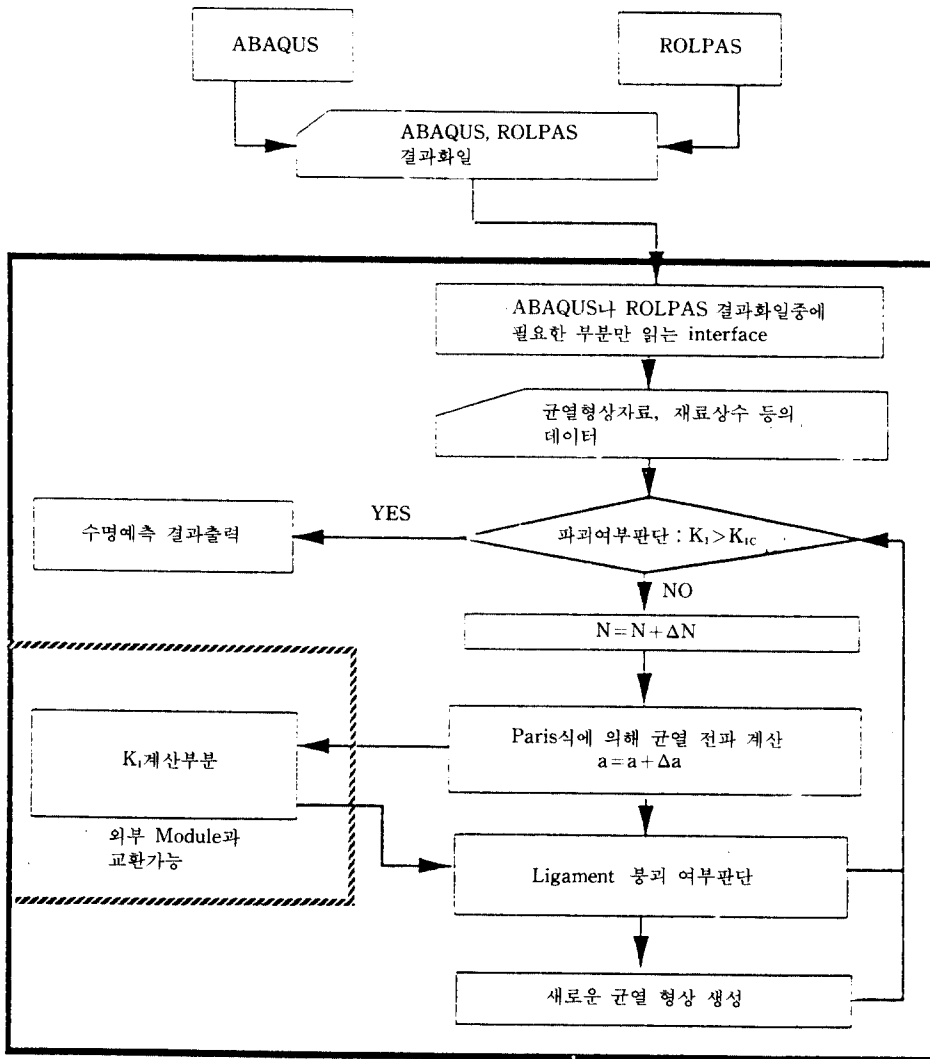 ABAQUS
ROLPAS
ABAQUS, ROLPAS
결과화일
ABAQUS나 ROLPAS 결과화일중에
필요한 부분만 읽는 interface
균열형상자료, 재료상수 등의
데이터
YES
수명예측 결과출력
파괴여부판단 : K_I > K_IC
NO
N=N+ΔN
Paris식에 의해 균열 전파 계산
a=a+Δa
K_I계산부분
외부 Module과
교환가능
Ligament 붕괴 여부판단
새로운 균열 형상 생성